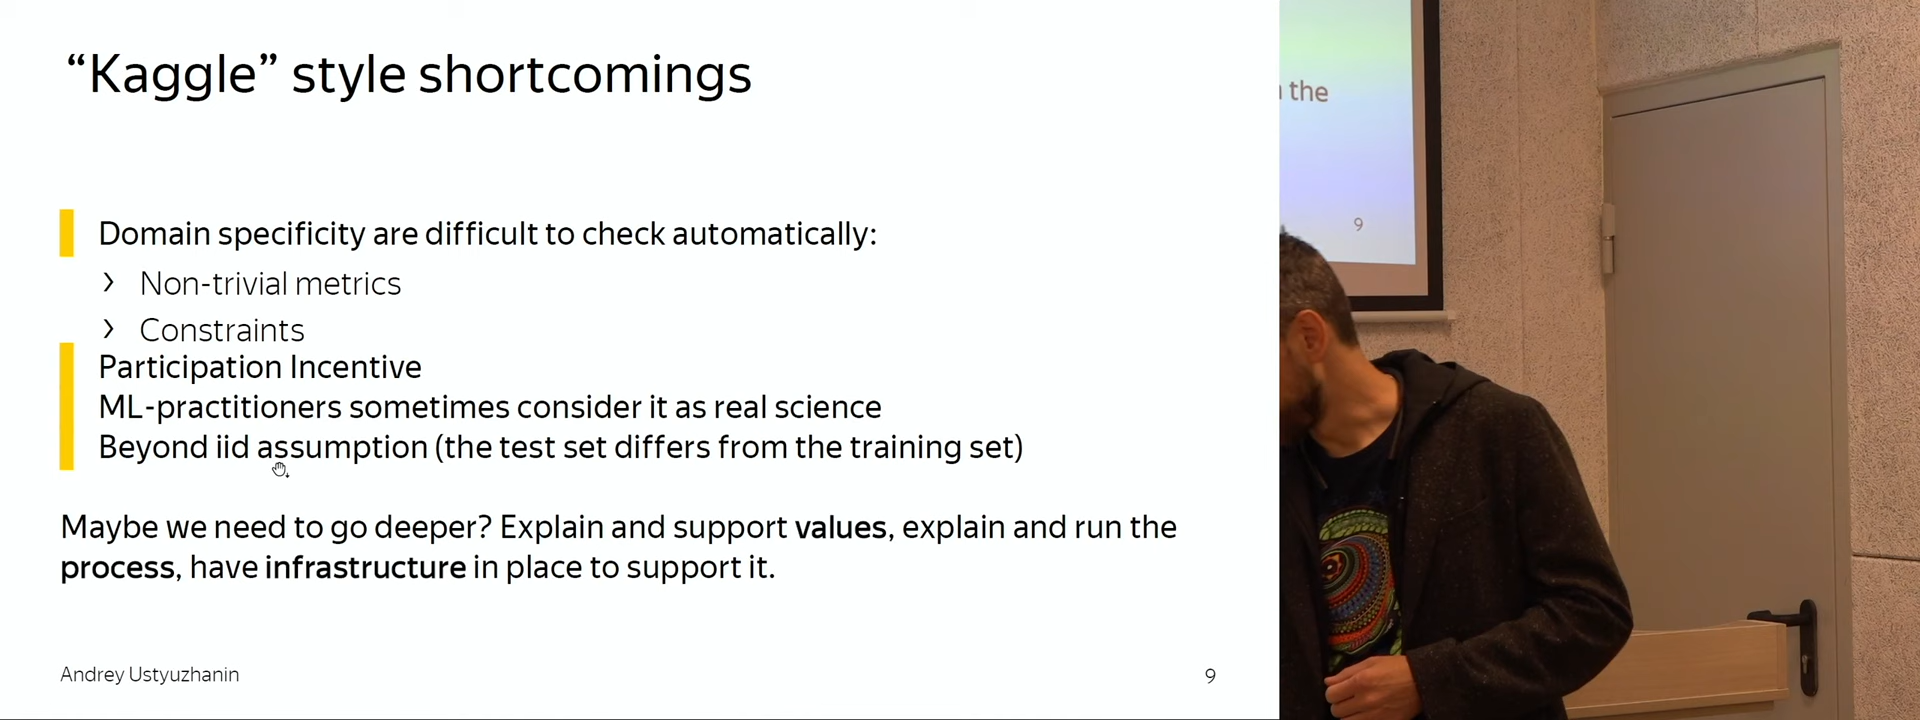 “Kaggle” style shortcomings
Domain specificity are difficult to check automatically:
› Non-trivial metrics
› Constraints
Participation Incentive
ML-practitioners sometimes consider it as real science
Beyond iid assumption (the test set differs from the training set)
Maybe we need to go deeper? Explain and support values, explain and run the
process, have infrastructure in place to support it.
Andrey Ustyuzhanin
9
the
9